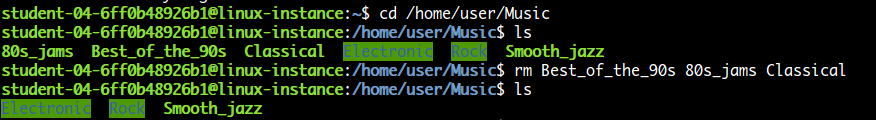 student-04-6ff0b48926b1@linux-instance:~$ cd /home/user/Music
student-04-6ff0b48926b1@linux-instance:/home/user/Music$ ls
80s_jams  Best_of_the_90s  Classical  Electronic  Rock  Smooth_jazz
student-04-6ff0b48926b1@linux-instance:/home/user/Music$ rm Best_of_the_90s 80s_jams Classical
student-04-6ff0b48926b1@linux-instance:/home/user/Music$ ls
Electronic  Rock  Smooth_jazz